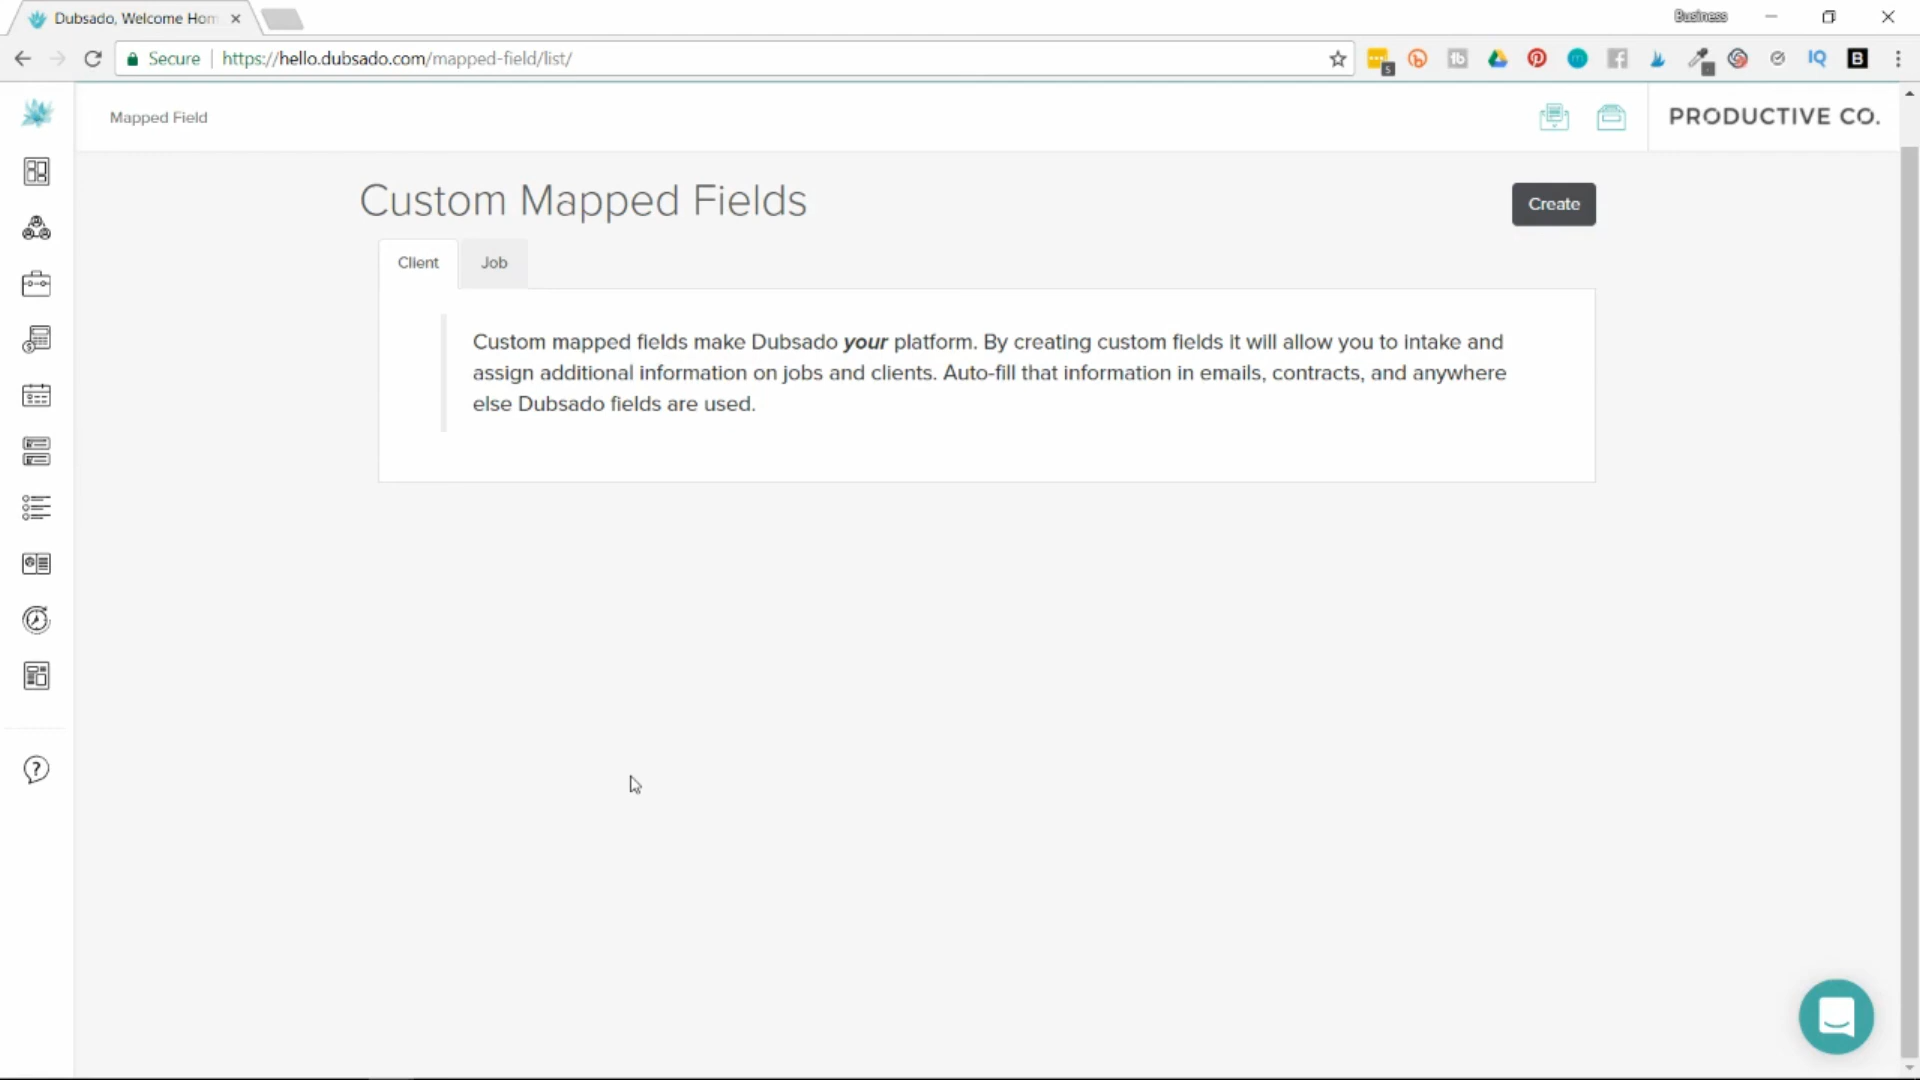 Dubsado, Welcome Hom
Business
Secure
https://hello.dubsado.com/mapped-field/list/
5
IQ
B
Mapped Field
PRODUCTIVE CO.
Custom Mapped Fields
Create
Client
Job
Custom mapped fields make Dubsado your platform. By creating custom fields it will allow you to intake and
assign additional information on jobs and clients. Auto-fill that information in emails, contracts, and anywhere
else Dubsado fields are used.
?